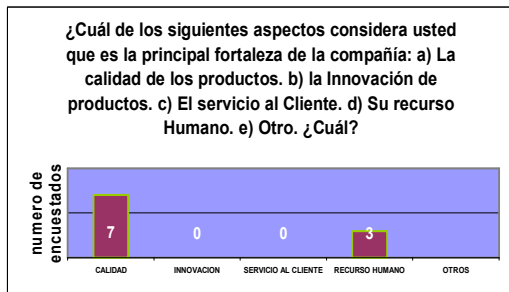 ¿Cuál de los siguientes aspectos considera usted
que es la principal fortaleza de la compañía: a) La
calidad de los productos. b) la Innovación de
productos. c) El servicio al Cliente. d) Su recurso
Humano. e) Otro. ¿Cuál?
numero de
encuestados
7 0 0 3
CALIDAD INNOVACION SERVICIO AL CLIENTE RECURSO HUMANO OTROS